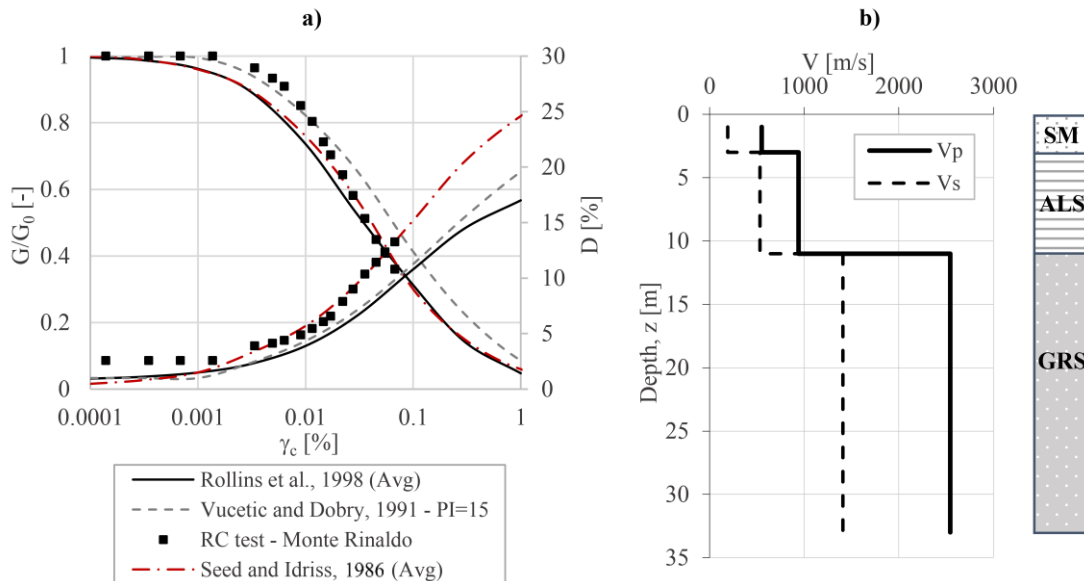 a)
1
0.8
0.6
0.4
0.2
0
G/G0 [-]
30
25
20
15
10
5
0
D [%]
0.0001 0.001 0.01 0.1 1
γc [%]
Rollins et al., 1998 (Avg)
Vucetic and Dobry, 1991 - PI=15
RC test - Monte Rinaldo
Seed and Idriss, 1986 (Avg)
b)
V [m/s]
0 1000 2000 3000
0
5
10
15
20
25
30
35
Depth, z [m]
Vp
Vs
SM
ALS
GRS